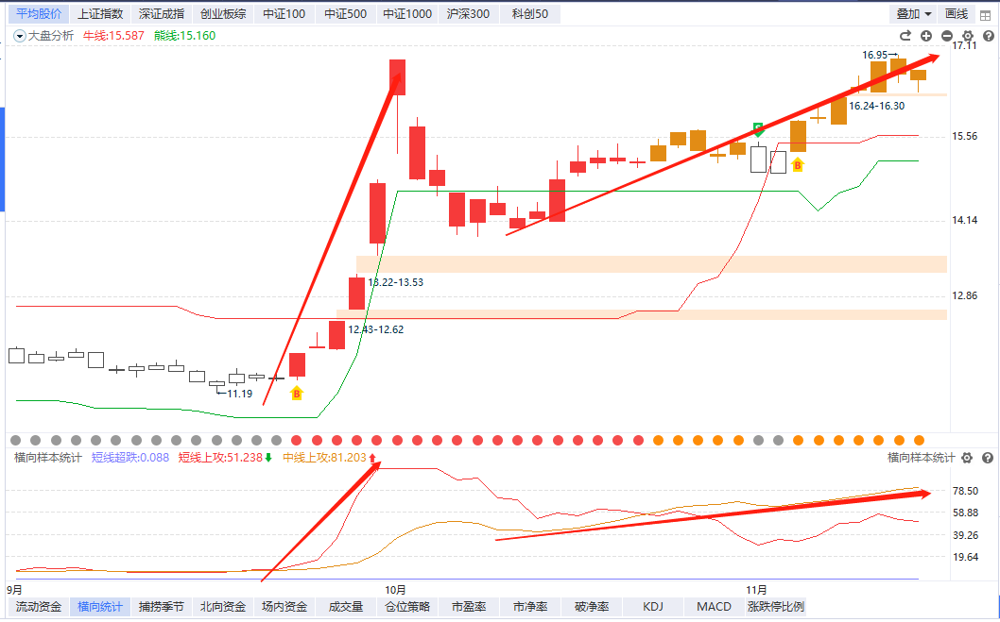 平均股价 上证指数 深证成指 创业板综 中证100 中证500 中证1000 沪深300 科创50 叠加 画线
大盘分析 牛线:15.587 熊线:15.160
17.11
16.95
16.24-16.30
15.56
B
14.14
13.22-13.53
12.86
12.43-12.62
11.19
B
横向样本统计 短线超跌:0.088 短线上攻:51.238 中线上攻:81.203 横向样本统计
78.50
58.88
39.26
19.64
9月 10月 11月
流动资金 横向统计 捕捞季节 北向资金 场内资金 成交量 仓位策略 市盈率 市净率 破净率 KDJ MACD 涨跌停比例